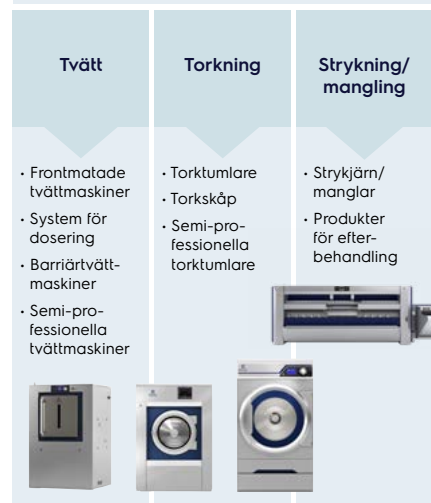 Tvätt
· Frontmatade
tvättmaskiner
· System för
dosering
· Barriärtvätt-
maskiner
· Semi-pro-
fessionella
tvättmaskiner
Torkning
· Torktumlare
· Torkskåp
· Semi-pro-
fessionella
torktumlare
Strykning/
mangling
· Strykjärn/
manglar
· Produkter
för efter-
behandling